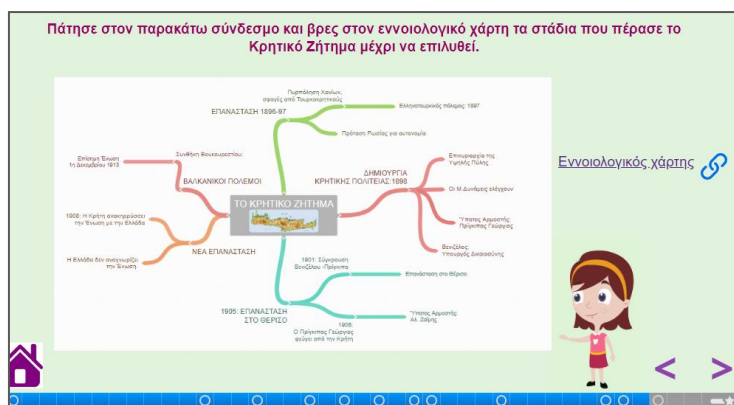 Πάτησε στον παρακάτω σύνδεσμο και βρες στον εννοιολογικό χάρτη τα στάδια που πέρασε το
Κρητικό Ζήτημα μέχρι να επιλυθεί.
Πυρπόληση Χανίων,
σφαγές από Τουρκοκρητικούς
ΕΠΑΝΑΣΤΑΣΗ 1896-97
Ελληνοτουρκικός πόλεμος: 1897
Πρόταση Ρωσίας για αυτονομία
Συνθήκη Βουκουρεστίου:
Επίσημη Ένωση
1η Δεκεμβρίου 1913
ΒΑΛΚΑΝΙΚΟΙ ΠΟΛΕΜΟΙ
ΔΗΜΙΟΥΡΓΙΑ
ΚΡΗΤΙΚΗΣ ΠΟΛΙΤΕΙΑΣ: 1898
Επικυριαρχία της
Υψηλής Πύλης
Οι Μ.Δυνάμεις ελέγχουν
Ύπατος Αρμοστής:
Πρίγκιπας Γεώργιος
Βενιζέλος:
Υπουργός Δικαιοσύνης
ΤΟ ΚΡΗΤΙΚΟ ΖΗΤΗΜΑ
1908: Η Κρήτη ανακηρύσσει
την Ένωση με την Ελλάδα
Η Ελλάδα δεν αναγνωρίζει
την Ένωση
ΝΕΑ ΕΠΑΝΑΣΤΑΣΗ
1901: Σύγκρουση
Βενιζέλου -Πρίγκιπα
Επανάσταση στο Θέρισο
1905: ΕΠΑΝΑΣΤΑΣΗ
ΣΤΟ ΘΕΡΙΣΟ
1906:
Ο Πρίγκιπας Γεώργιος
φεύγει από την Κρήτη
Ύπατος Αρμοστής:
Αλ. Ζαΐμης
Εννοιολογικός χάρτης